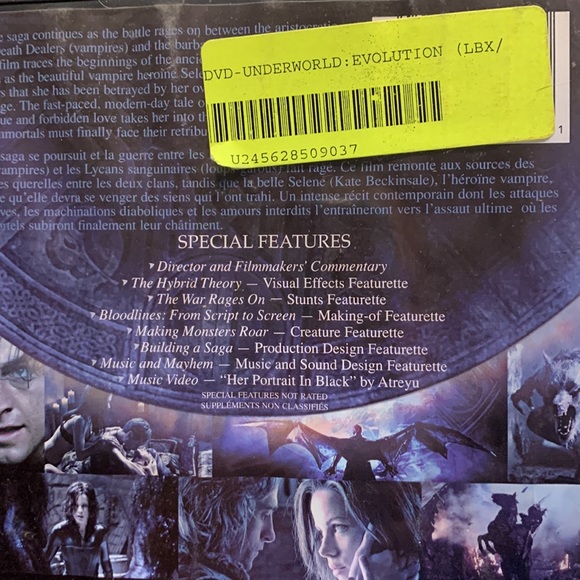 e saga continues as the battle rages on between the aristocratic
eath Dealers (vampires) and the barb
film traces the beginnings of the ancie
as the beautiful vampire heroine Sele
s that she has been betrayed by her ow
ge. The fast-paced, modern-day tale o
ue and forbidden love takes her into th
mmortals must finally face their retribu
DVD-UNDERWORLD:EVOLUTION (LBX/
U245628509037
1
saga se poursuit et la guerre entre les
vampires) et les Lycans sanguinaires (loups-garous) fait rage. Ce film remonte aux sources des
es querelles entre les deux clans, tandis que la belle Selene (Kate Beckinsale), l'héroïne vampire,
e qu'elle devra se venger des siens qui l'ont trahi. Un intense récit contemporain dont les attaques
ves, les machinations diaboliques et les amours interdits l'entraîneront vers l'assaut ultime où les
rtels subiront finalement leur châtiment.
SPECIAL FEATURES
Director and Filmmakers' Commentary
The Hybrid Theory — Visual Effects Featurette
The War Rages On — Stunts Featurette
Bloodlines: From Script to Screen — Making-of Featurette
Making Monsters Roar — Creature Featurette
Building a Saga — Production Design Featurette
Music and Mayhem — Music and Sound Design Featurette
Music Video — "Her Portrait In Black" by Atreyu
SPECIAL FEATURES NOT RATED
SUPPLÉMENTS NON CLASSIFIÉS